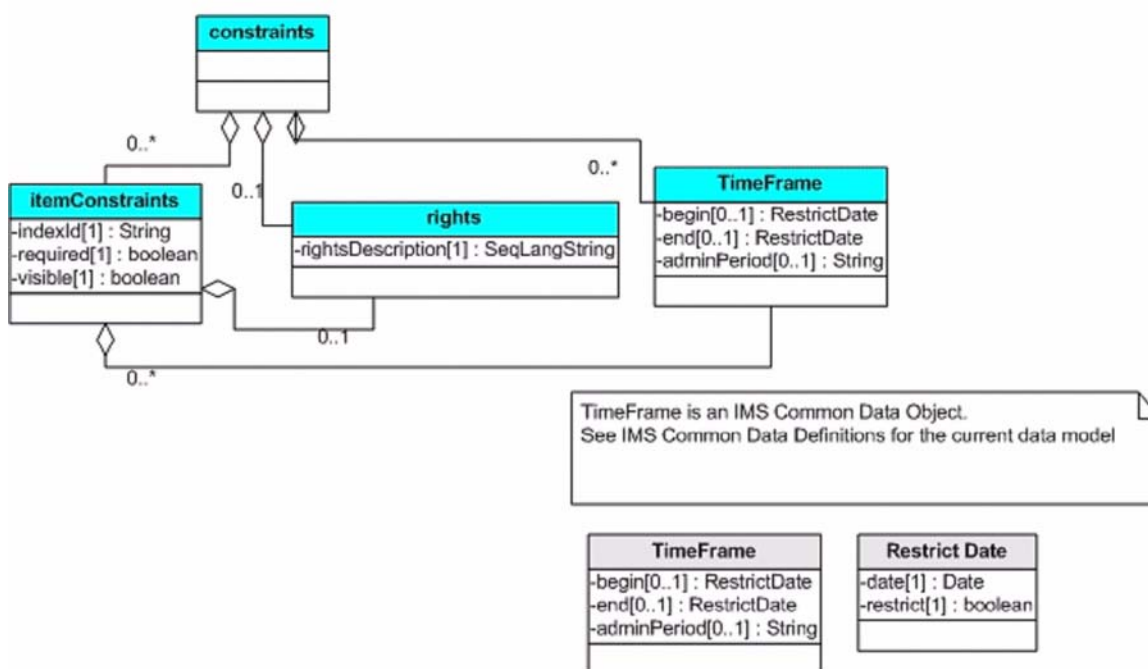 constraints
0..*
0..1
0..*
itemConstraints
-indexId[1] : String
-required[1] : boolean
-visible[1] : boolean
rights
-rightsDescription[1] : SeqLangString
TimeFrame
-begin[0..1] : RestrictDate
-end[0..1] : RestrictDate
-adminPeriod[0..1] : String
0..1
0..*
TimeFrame is an IMS Common Data Object.
See IMS Common Data Definitions for the current data model
TimeFrame
-begin[0..1] : RestrictDate
-end[0..1] : RestrictDate
-adminPeriod[0..1] : String
Restrict Date
-date[1] : Date
-restrict[1] : boolean